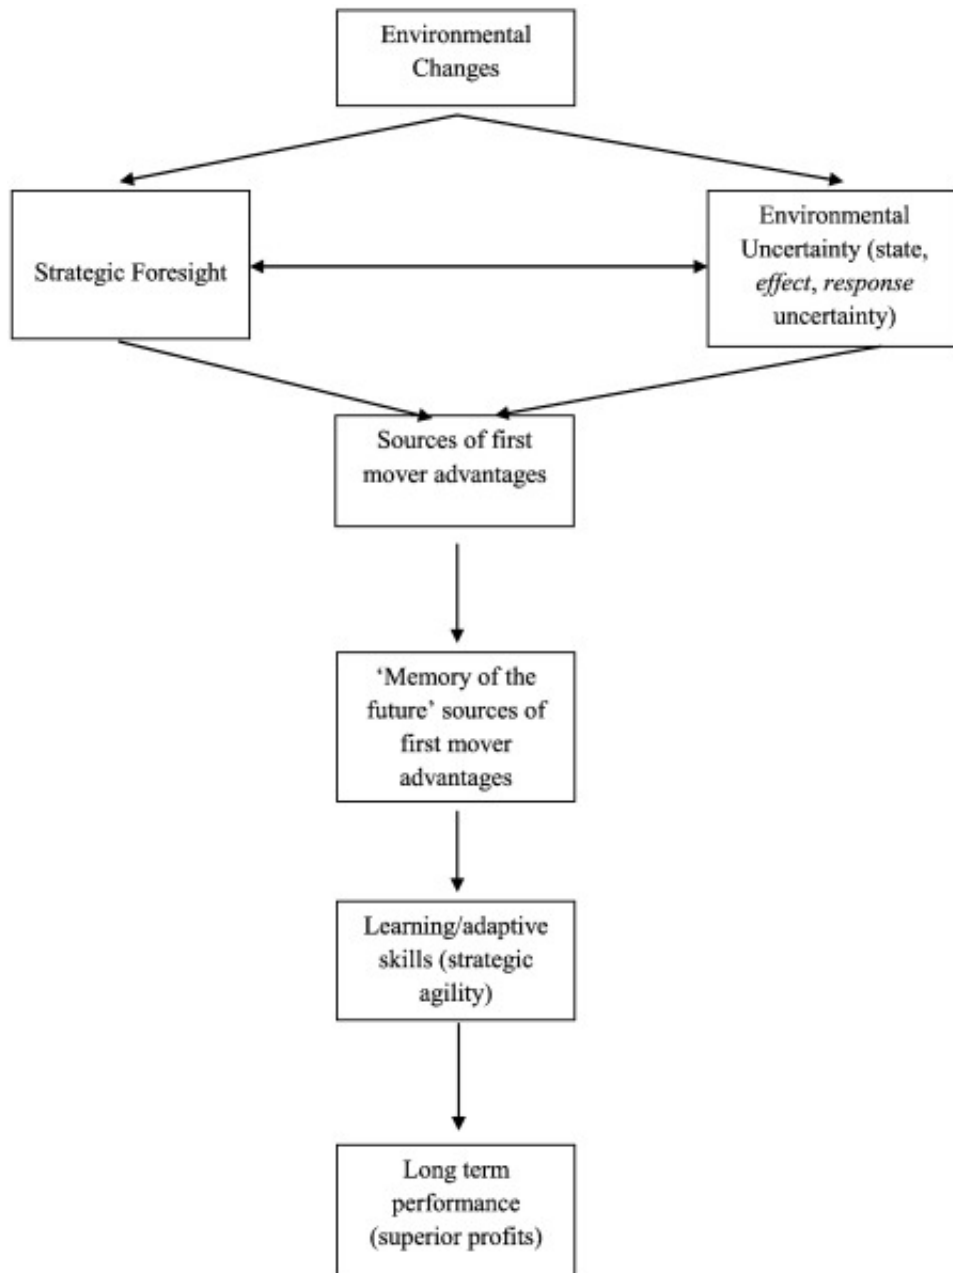 Environmental
Changes
Strategic Foresight
Environmental
Uncertainty (state,
effect, response
uncertainty)
Sources of first
mover advantages
‘Memory of the
future’ sources of
first mover
advantages
Learning/adaptive
skills (strategic
agility)
Long term
performance
(superior profits)